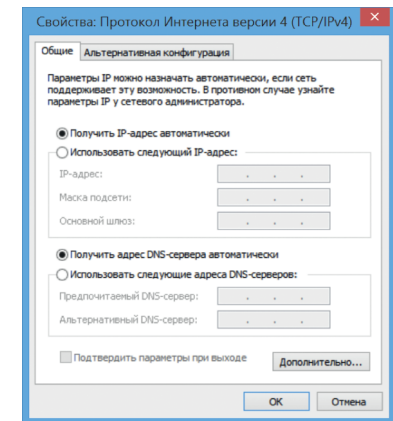 Свойства: Протокол Интернета версии 4 (TCP/IPv4)
Общие
Альтернативная конфигурация
Параметры IP можно назначать автоматически, если сеть
поддерживает эту возможность. В противном случае узнайте
параметры IP у сетевого администратора.
Получить IP-адрес автоматически
Использовать следующий IP-адрес:
IP-адрес:
Маска подсети:
Основной шлюз:
Получить адрес DNS-сервера автоматически
Использовать следующие адреса DNS-серверов:
Предпочитаемый DNS-сервер:
Альтернативный DNS-сервер:
Подтвердить параметры при выходе
Дополнительно...
ОК
Отмена